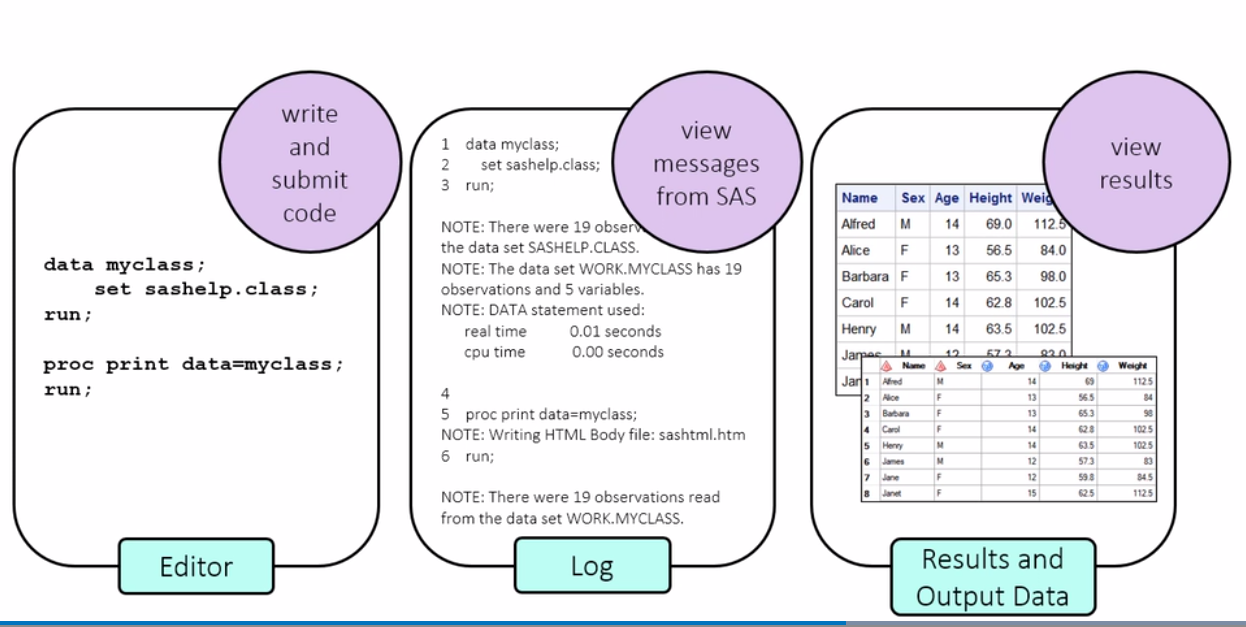 write
and
submit
code
data myclass;
set sashelp.class;
run;
proc print data=myclass;
run;
Editor
view
messages
from SAS
1 data myclass;
2 set sashelp.class;
3 run;
NOTE: There were 19
the data set SASHELP.CLASS.
NOTE: The data set WORK.MYCLASS has 19
observations and 5 variables.
NOTE: DATA statement used:
real time 0.01 seconds
cpu time 0.00 seconds
4
5 proc print data=myclass;
NOTE: Writing HTML Body file: sashtml.htm
6 run;
NOTE: There were 19 observations read
from the data set WORK.MYCLASS.
Log
view
results
Name Sex Age Height
Alfred M 14 69.0 112.5
Alice F 13 56.5 84.0
Barbara F 13 65.3 98.0
Carol F 14 62.8 102.5
Henry M 14 63.5 102.5
James M 12 57.3 83.0
Name Sex Age Height Weight
1 Alfred M 14 69 112.5
2 Alice F 13 56.5 84
3 Barbara F 13 65.3 98
4 Carol F 14 62.8 102.5
5 Henry M 14 63.5 102.5
6 James M 12 57.3 83
7 Jane F 12 59.8 84.5
8 Janet F 15 62.5 112.5
Results and
Output Data